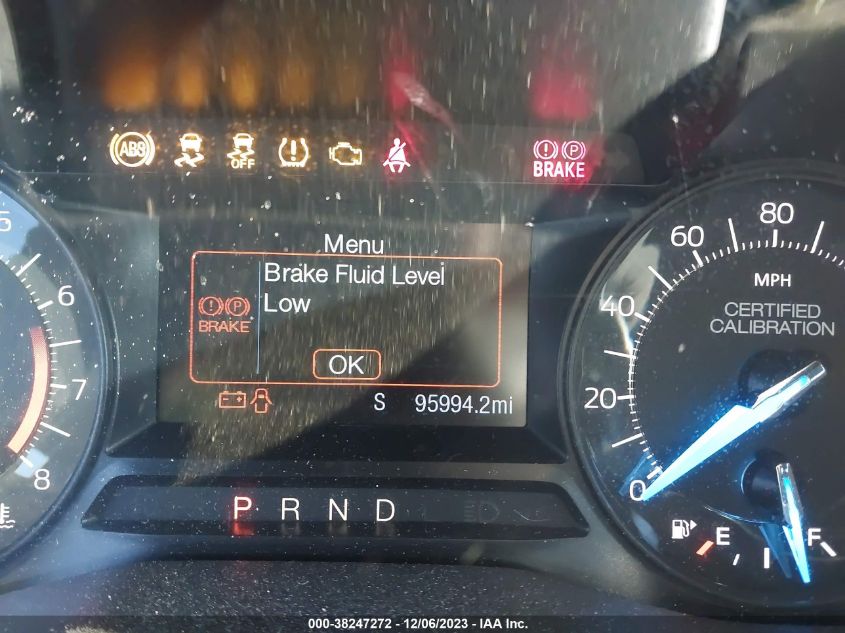 ABS
OFF
P
BRAKE
5
6
7
8
Menu
Brake Fluid Level
Low
P
BRAKE
OK
S 95994.2mi
P R N D
0
20
40
60
80
MPH
CERTIFIED
CALIBRATION
E
F
000-38247272 - 12/06/2023 - IAA Inc.